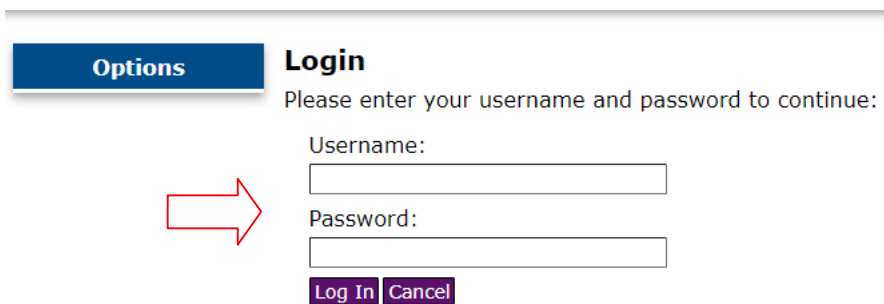 Options
Login
Please enter your username and password to continue:
Username:
Password:
Log In Cancel